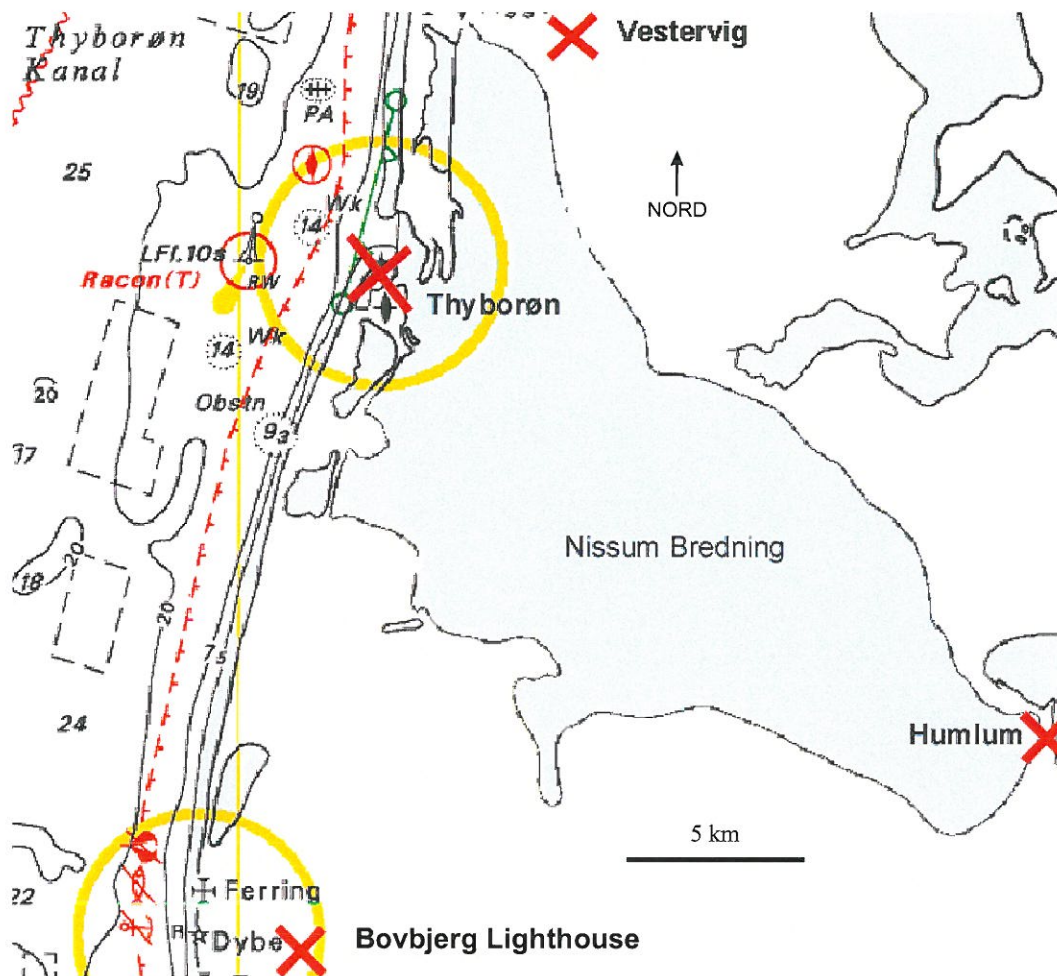 Thyborøn
Kanal
Vestervig
19
PA
25
NORD
Wk
14
LFl.10s
RW
Racon(T)
Thyborøn
14
Wk
20
Obstn
9₃
17
Nissum Bredning
20
18
20
7₅
24
Humlum
5 km
22
Ferring
Dybe
Bovbjerg Lighthouse